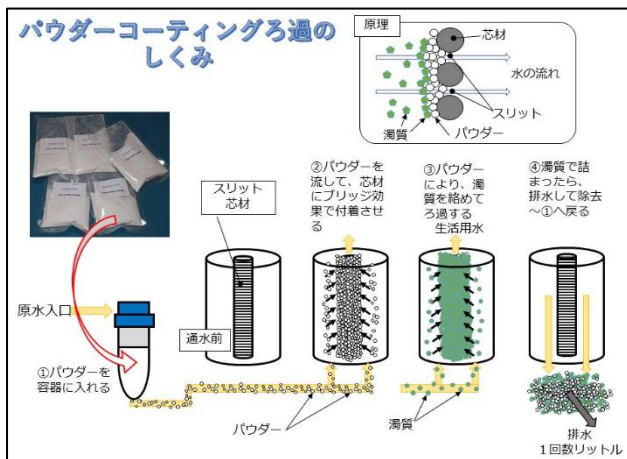 パウダーコーティングろ過の
しくみ
原理
芯材
水の流れ
スリット
濁質
パウダー
スリット
芯材
②パウダーを
流して、芯材
にブリッジ効
果で付着させ
る
③パウダー
により、濁
質を絡めて
ろ過する
生活用水
④濁質で詰
まったら、
排水して除去
～①へ戻る
原水入口
通水前
①パウダーを
容器に入れる
パウダー
濁質
排水
１回数リットル